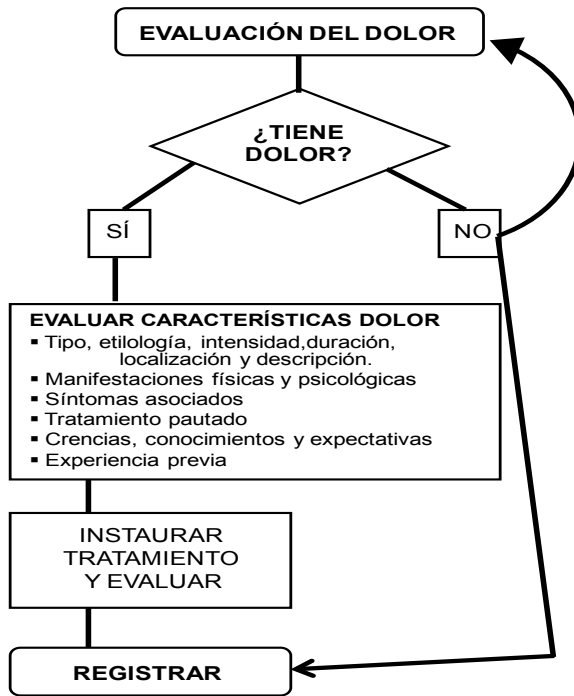 EVALUACIÓN DEL DOLOR
¿TIENE
DOLOR?
SÍ
NO
EVALUAR CARACTERÍSTICAS DOLOR
▪ Tipo, etilología, intensidad,duración,
localización y descripción.
▪ Manifestaciones físicas y psicológicas
▪ Síntomas asociados
▪ Tratamiento pautado
▪ Crencias, conocimientos y expectativas
▪ Experiencia previa
INSTAURAR
TRATAMIENTO
Y EVALUAR
REGISTRAR